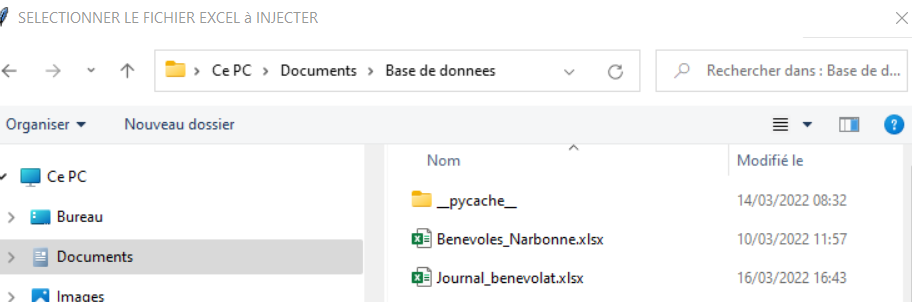 SELECTIONNER LE FICHIER EXCEL à INJECTER
Ce PC > Documents > Base de donnees
Rechercher dans : Base de d...
Organiser
Nouveau dossier
?
Nom
Modifié le
Ce PC
Bureau
Documents
Images
__pycache__
14/03/2022 08:32
Benevoles_Narbonne.xlsx
10/03/2022 11:57
Journal_benevolat.xlsx
16/03/2022 16:43